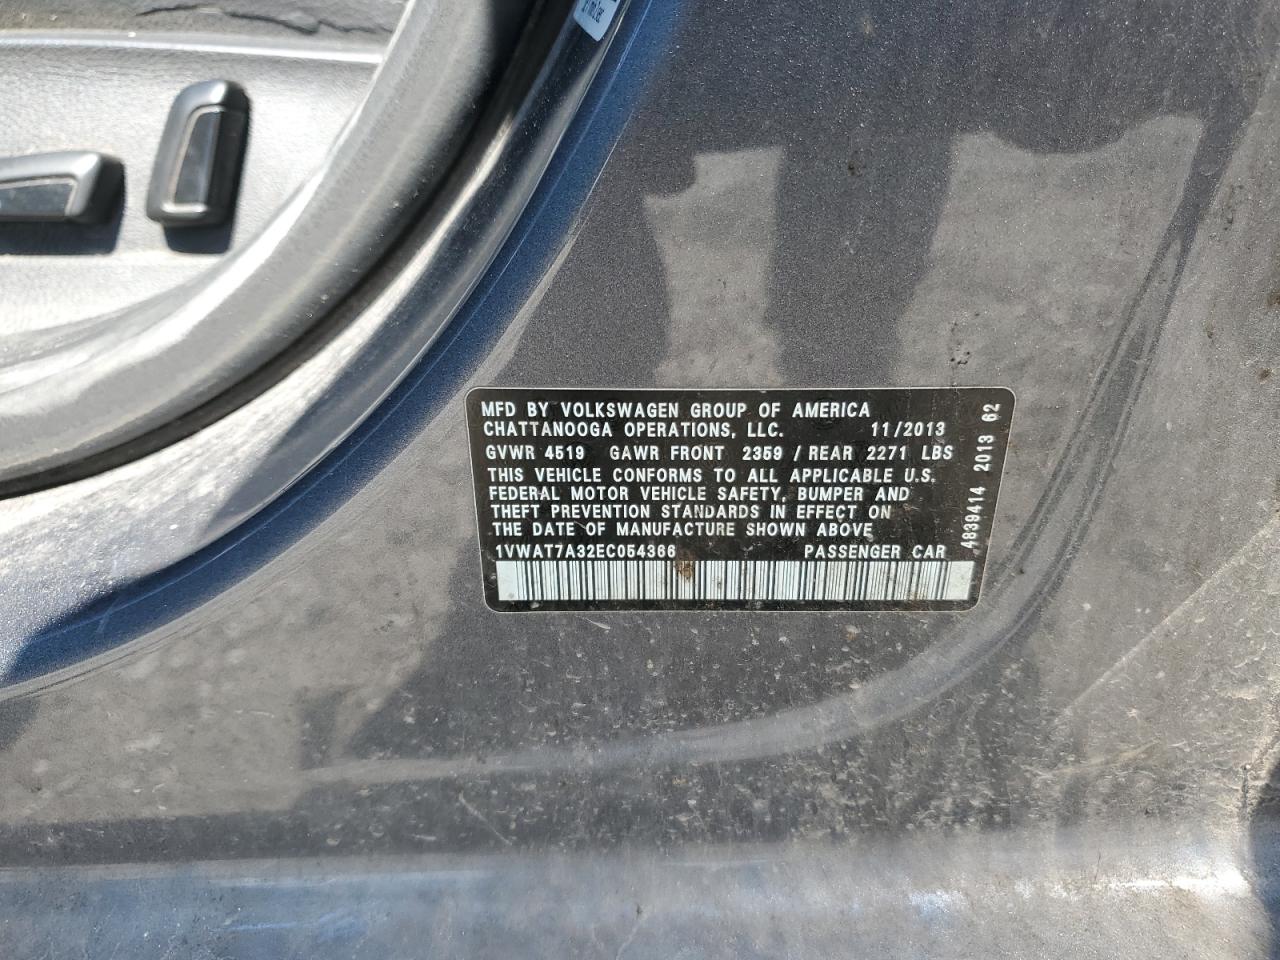 MFD BY VOLKSWAGEN GROUP OF AMERICA
CHATTANOOGA OPERATIONS, LLC. 11/2013
GVWR 4519 GAWR FRONT 2359 / REAR 2271 LBS
THIS VEHICLE CONFORMS TO ALL APPLICABLE U.S.
FEDERAL MOTOR VEHICLE SAFETY, BUMPER AND
THEFT PREVENTION STANDARDS IN EFFECT ON
THE DATE OF MANUFACTURE SHOWN ABOVE
1VWAT7A32EC054366 PASSENGER CAR
4839414 2013 62